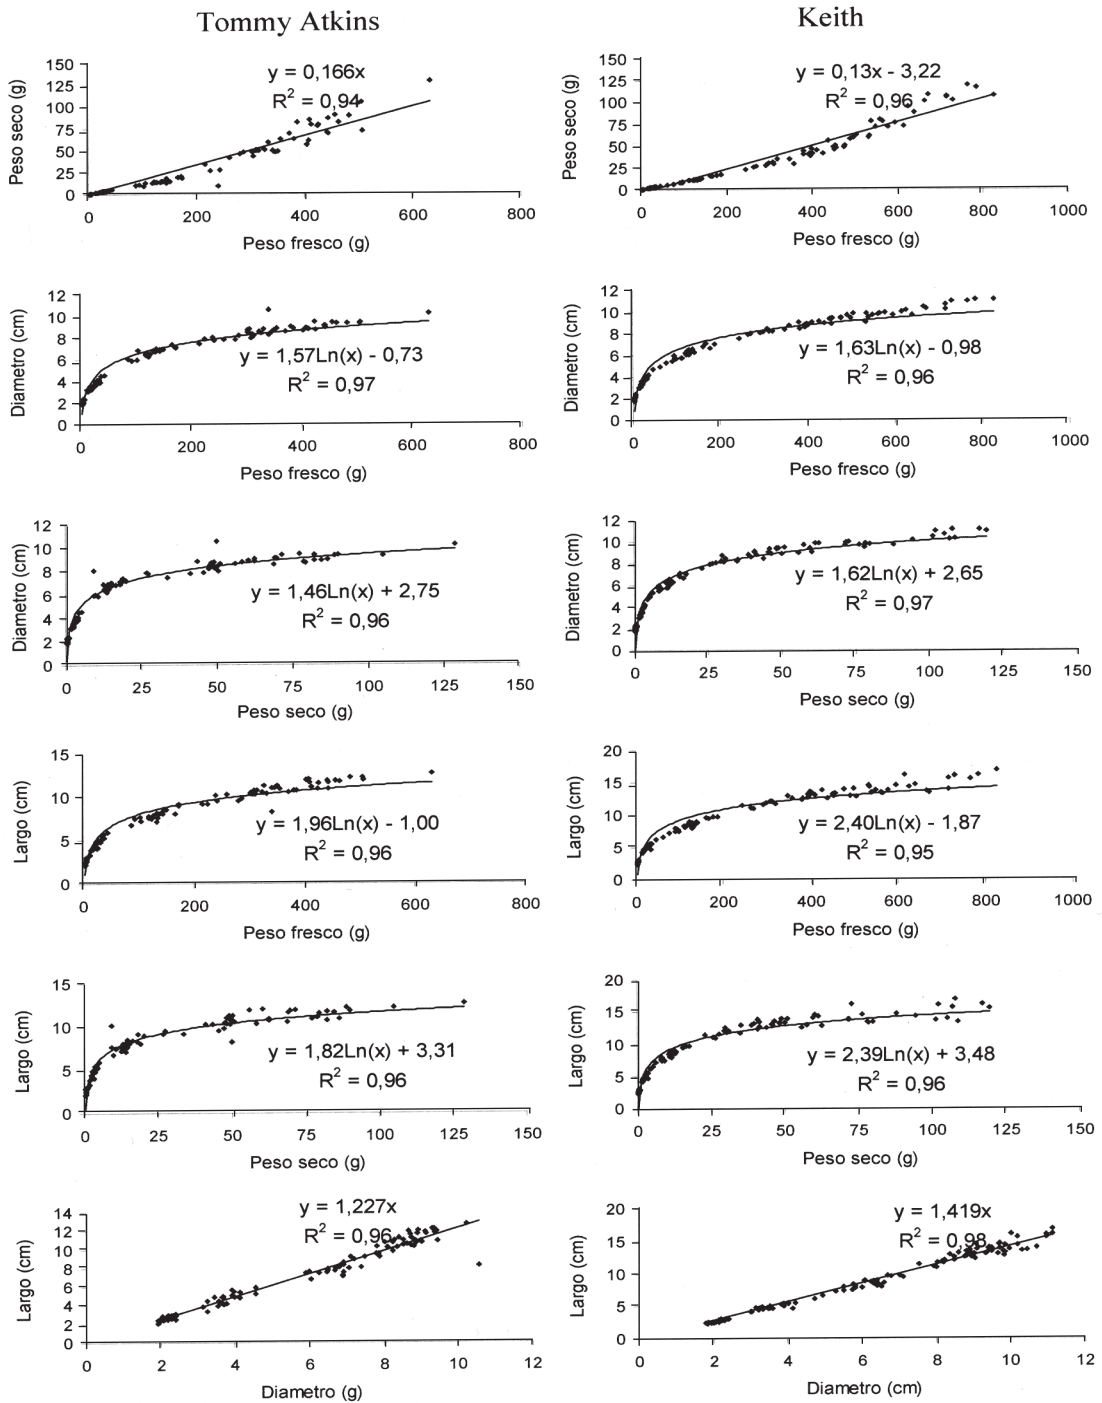 Tommy Atkins
Keith
y = 0,166x
R² = 0,94
Peso seco (g)
150
125
100
75
50
25
0
0 200 400 600 800
Peso fresco (g)
y = 0,13x - 3,22
R² = 0,96
Peso seco (g)
150
125
100
75
50
25
0
0 200 400 600 800 1000
Peso fresco (g)
Diametro (cm)
12
10
8
6
4
2
0
y = 1,57Ln(x) - 0,73
R² = 0,97
0 200 400 600 800
Peso fresco (g)
Diametro (cm)
12
10
8
6
4
2
0
y = 1,63Ln(x) - 0,98
R² = 0,96
0 200 400 600 800 1000
Peso fresco (g)
Diametro (cm)
12
10
8
6
4
2
0
y = 1,46Ln(x) + 2,75
R² = 0,96
0 25 50 75 100 125 150
Peso seco (g)
Diametro (cm)
12
10
8
6
4
2
0
y = 1,62Ln(x) + 2,65
R² = 0,97
0 25 50 75 100 125 150
Peso seco (g)
Largo (cm)
15
10
5
0
y = 1,96Ln(x) - 1,00
R² = 0,96
0 200 400 600 800
Peso fresco (g)
Largo (cm)
20
15
10
5
0
y = 2,40Ln(x) - 1,87
R² = 0,95
0 200 400 600 800 1000
Peso fresco (g)
Largo (cm)
15
10
5
0
y = 1,82Ln(x) + 3,31
R² = 0,96
0 25 50 75 100 125 150
Peso seco (g)
Largo (cm)
20
15
10
5
0
y = 2,39Ln(x) + 3,48
R² = 0,96
0 25 50 75 100 125 150
Peso seco (g)
y = 1,227x
R² = 0,96
Largo (cm)
14
12
10
8
6
4
2
0
0 2 4 6 8 10 12
Diametro (g)
y = 1,419x
R² = 0,98
Largo (cm)
20
15
10
5
0
0 2 4 6 8 10 12
Diametro (cm)